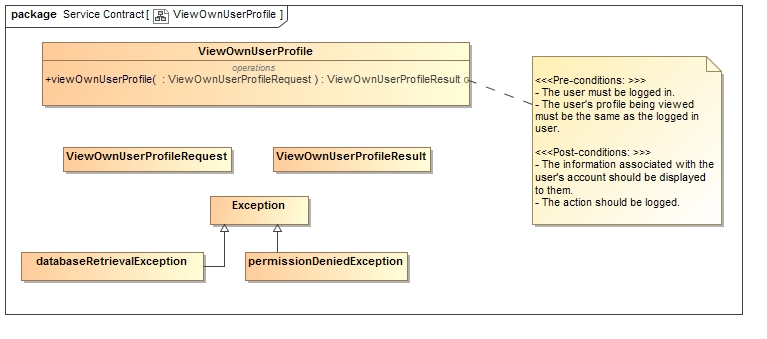 package Service Contract [ ViewOwnUserProfile ]
ViewOwnUserProfile
operations
+viewOwnUserProfile( : ViewOwnUserProfileRequest ) : ViewOwnUserProfileResult
<<<Pre-conditions: >>>
- The user must be logged in.
- The user's profile being viewed
must be the same as the logged in
user.
<<<Post-conditions: >>>
- The information associated with the
user's account should be displayed
to them.
- The action should be logged.
ViewOwnUserProfileRequest
ViewOwnUserProfileResult
Exception
databaseRetrievalException
permissionDeniedException